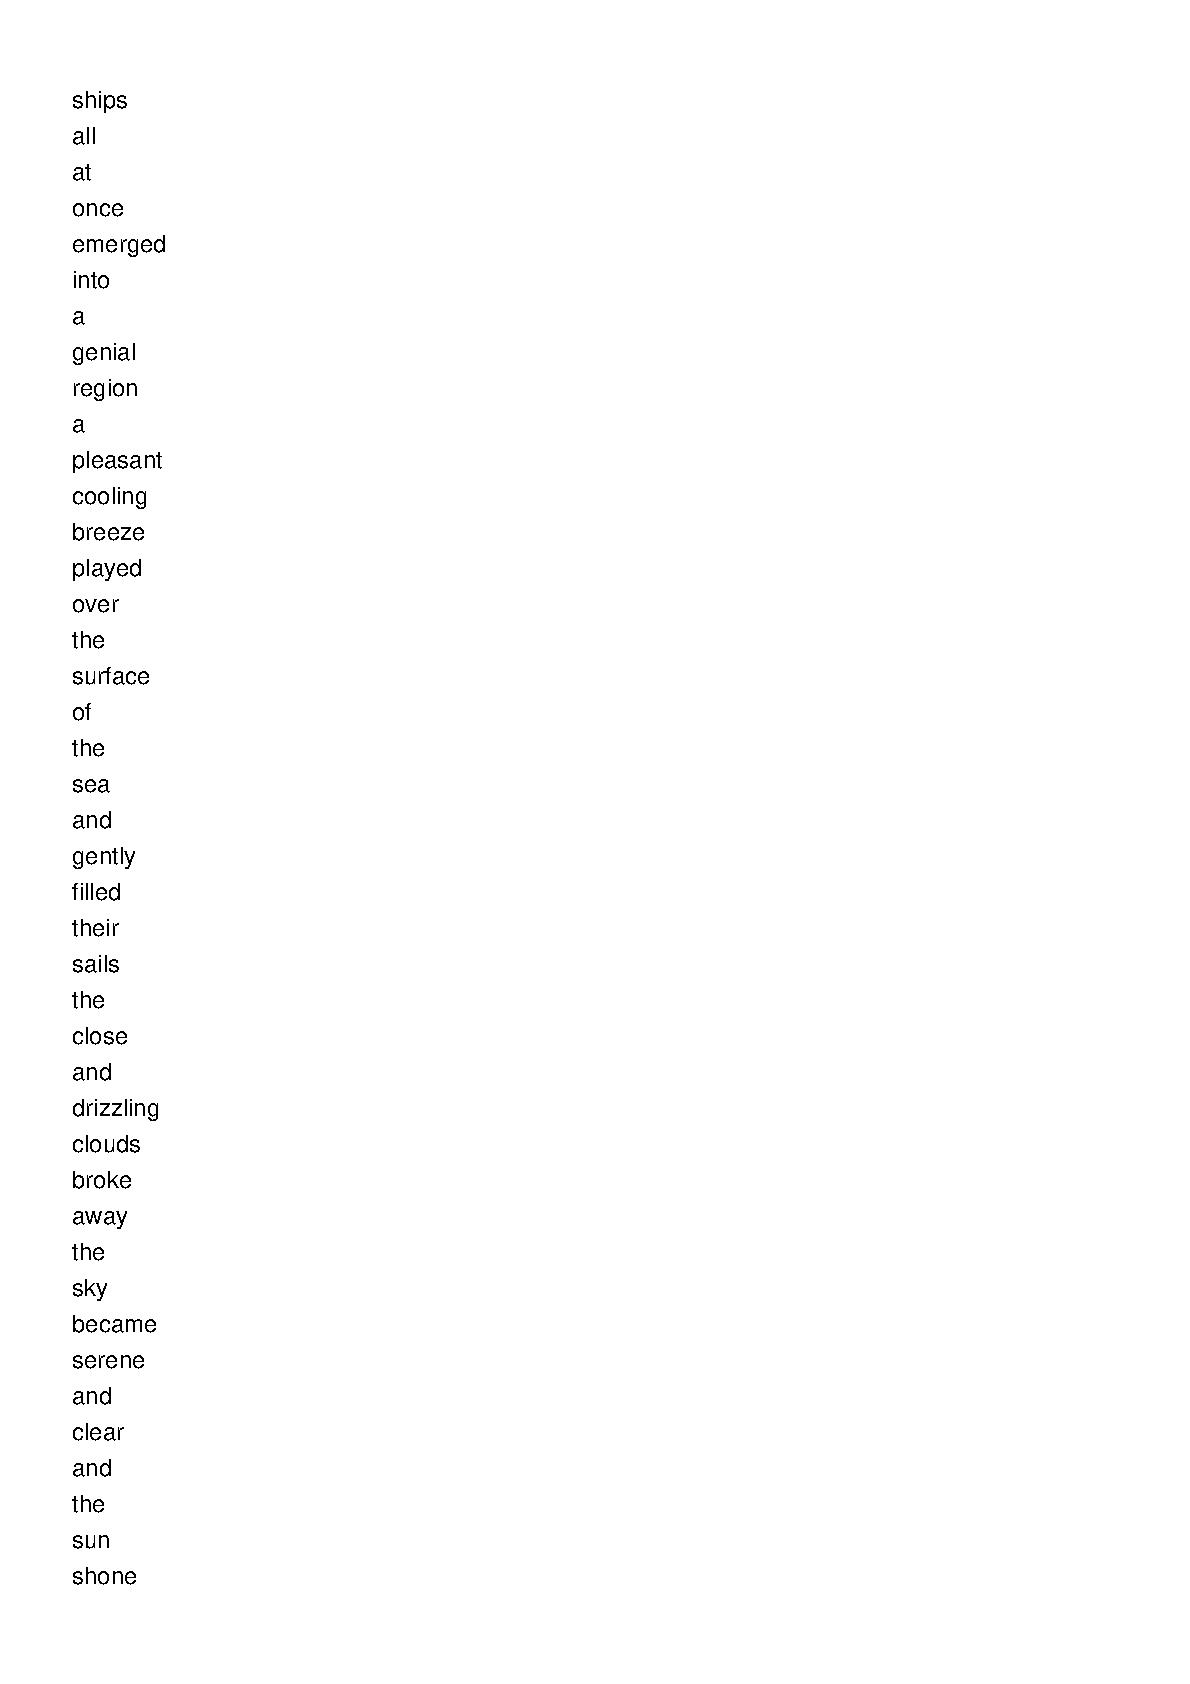 ships
all
at
once
emerged
into
a
genial
region
a
pleasant
cooling
breeze
played
over
the
surface
of
the
sea
and
gently
filled
their
sails
the
close
and
drizzling
clouds
broke
away
the
sky
became
serene
and
clear
and
the
sun
shone